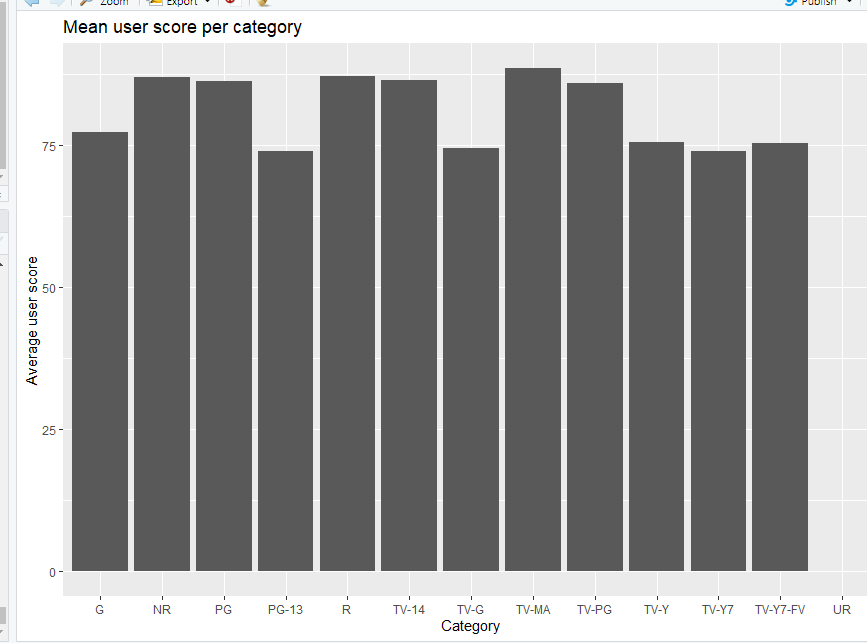 Zoom Export Publish
Mean user score per category
Average user score
75
50
25
0
G NR PG PG-13 R TV-14 TV-G TV-MA TV-PG TV-Y TV-Y7 TV-Y7-FV UR
Category